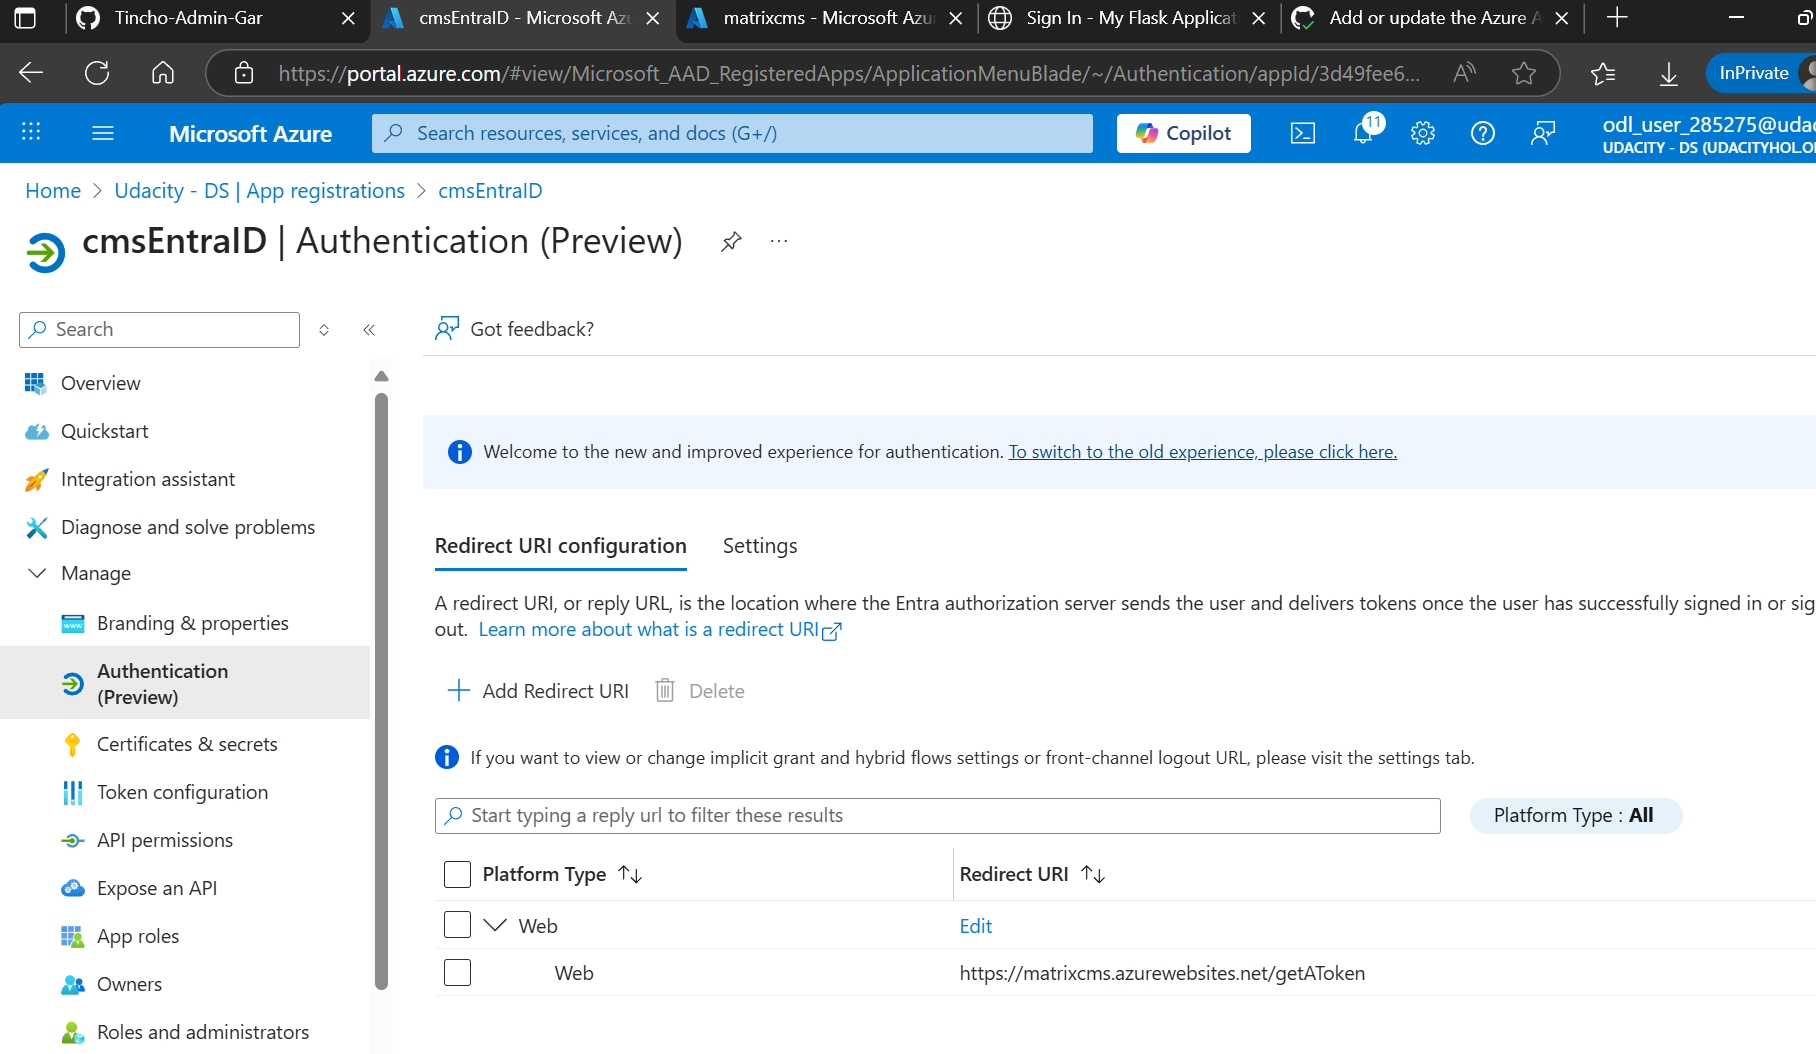 Tincho-Admin-Gar
cmsEntraID - Microsoft Azu
matrixcms - Microsoft Azu
Sign In - My Flask Applicat
Add or update the Azure A
https://portal.azure.com/#view/Microsoft_AAD_RegisteredApps/ApplicationMenuBlade/~/Authentication/appId/3d49fee6...
InPrivate
Microsoft Azure
Search resources, services, and docs (G+/)
Copilot
11
odl_user_285275@udac
UDACITY - DS (UDACITYHOL.O
Home > Udacity - DS | App registrations > cmsEntraID
cmsEntraID | Authentication (Preview)
Search
Got feedback?
Overview
Quickstart
Integration assistant
Diagnose and solve problems
Manage
Branding & properties
Authentication
(Preview)
Certificates & secrets
Token configuration
API permissions
Expose an API
App roles
Owners
Roles and administrators
Welcome to the new and improved experience for authentication. To switch to the old experience, please click here.
Redirect URI configuration
Settings
A redirect URI, or reply URL, is the location where the Entra authorization server sends the user and delivers tokens once the user has successfully signed in or sig
out. Learn more about what is a redirect URI
Add Redirect URI
Delete
If you want to view or change implicit grant and hybrid flows settings or front-channel logout URL, please visit the settings tab.
Start typing a reply url to filter these results
Platform Type : All
Platform Type
Redirect URI
Web
Edit
Web
https://matrixcms.azurewebsites.net/getAToken